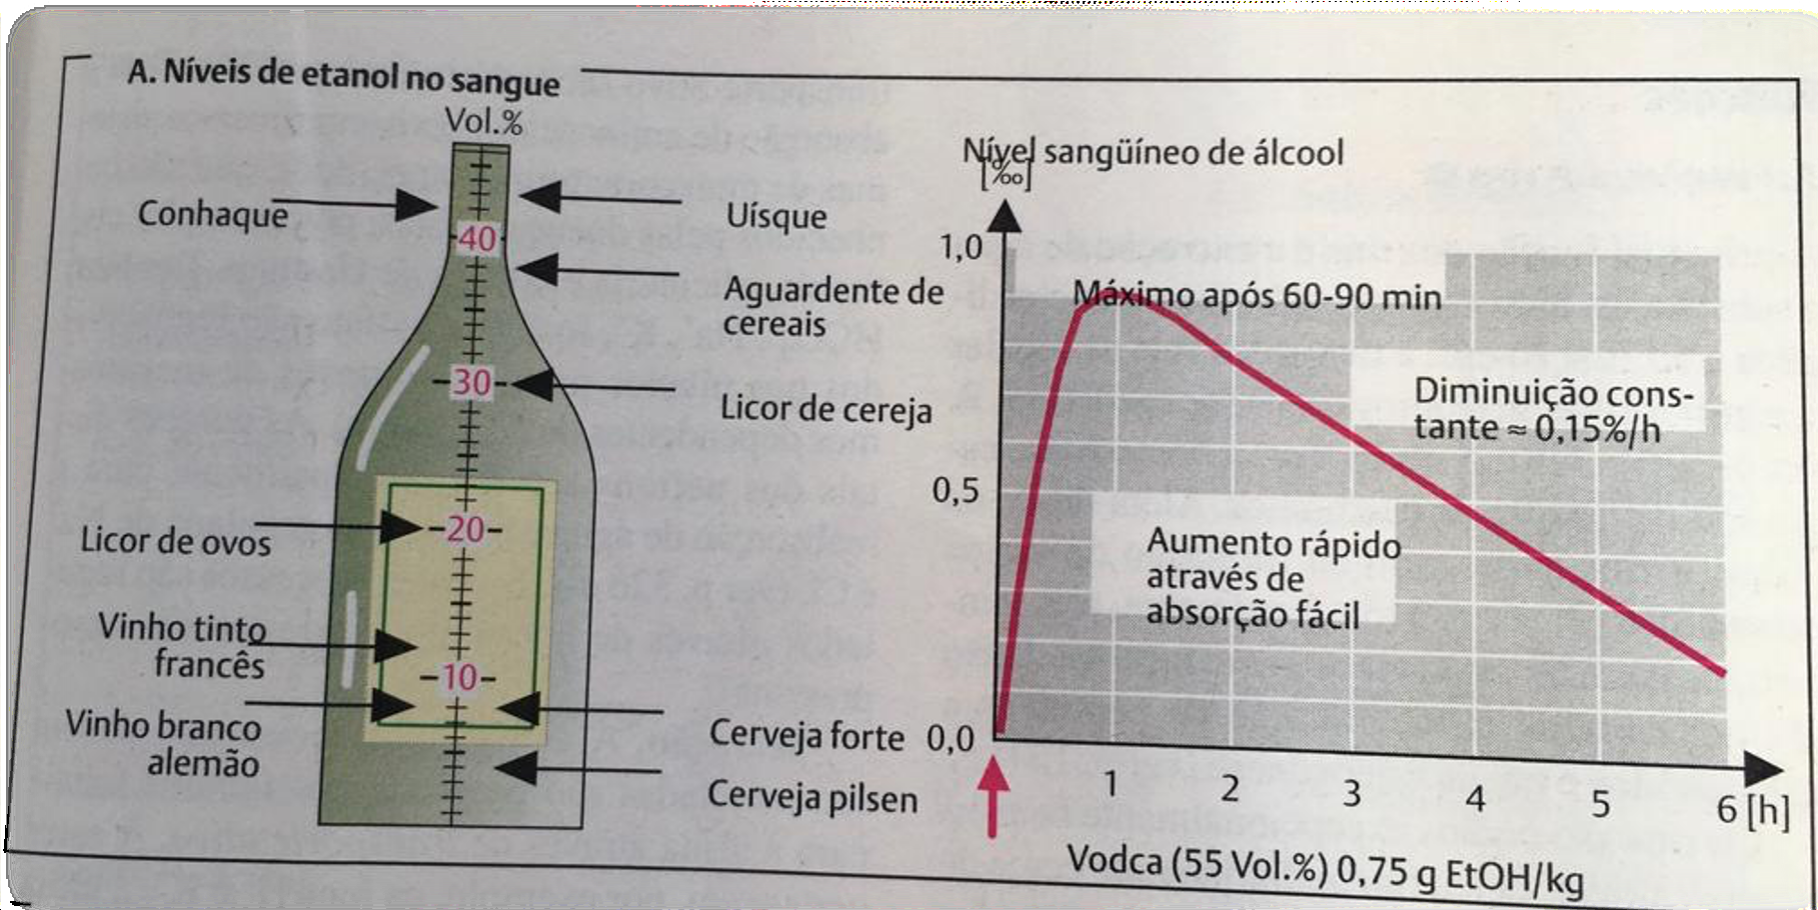 A. Níveis de etanol no sangue
Vol.%
Conhaque
Uísque
40
Aguardente de
cereais
30
Licor de cereja
Licor de ovos
20
Vinho tinto
francês
10
Vinho branco
alemão
Cerveja forte
Cerveja pilsen
Nível sangüíneo de álcool
[‰]
1,0
Máximo após 60-90 min
Diminuição cons-
tante ≈ 0,15%/h
0,5
Aumento rápido
através de
absorção fácil
0,0
1 2 3 4 5 6 [h]
Vodca (55 Vol.%) 0,75 g EtOH/kg